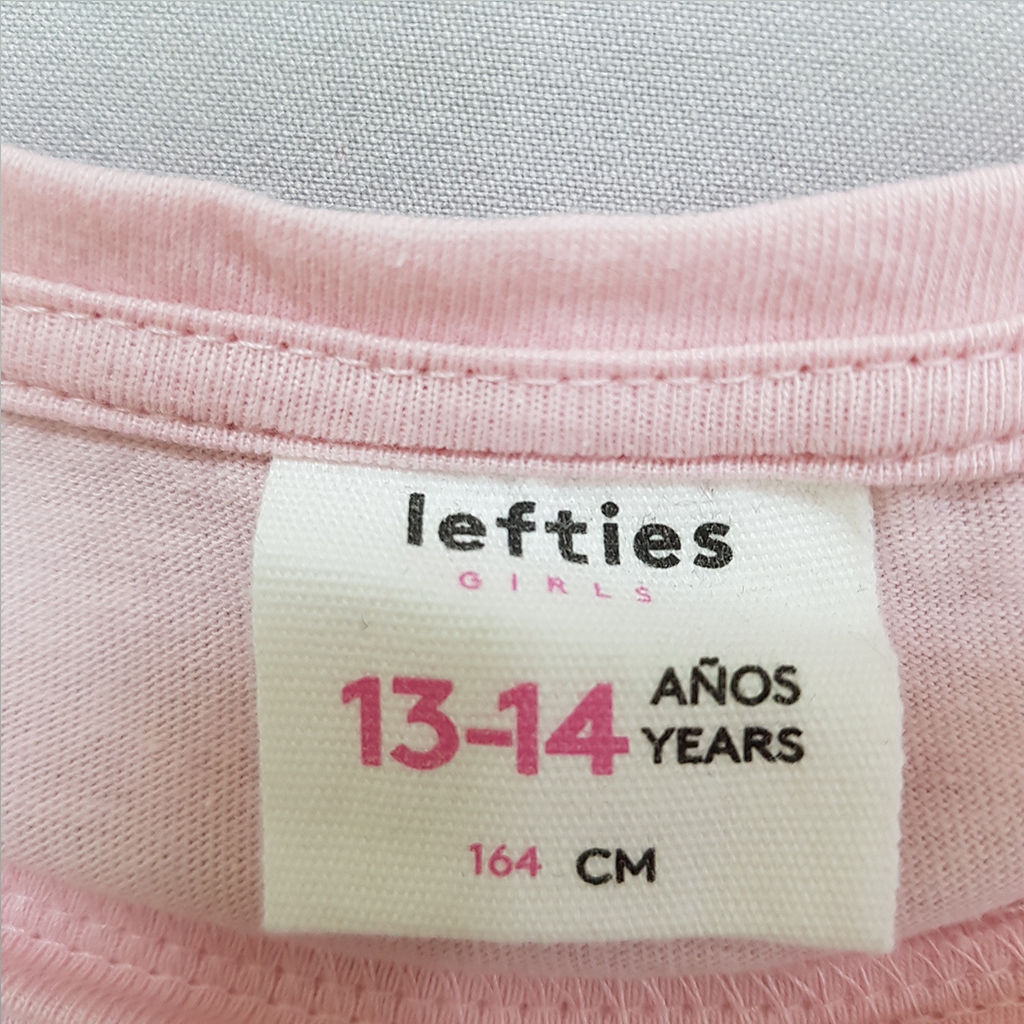 lefties
GIRLS
13-14 AÑOS
YEARS
164 CM